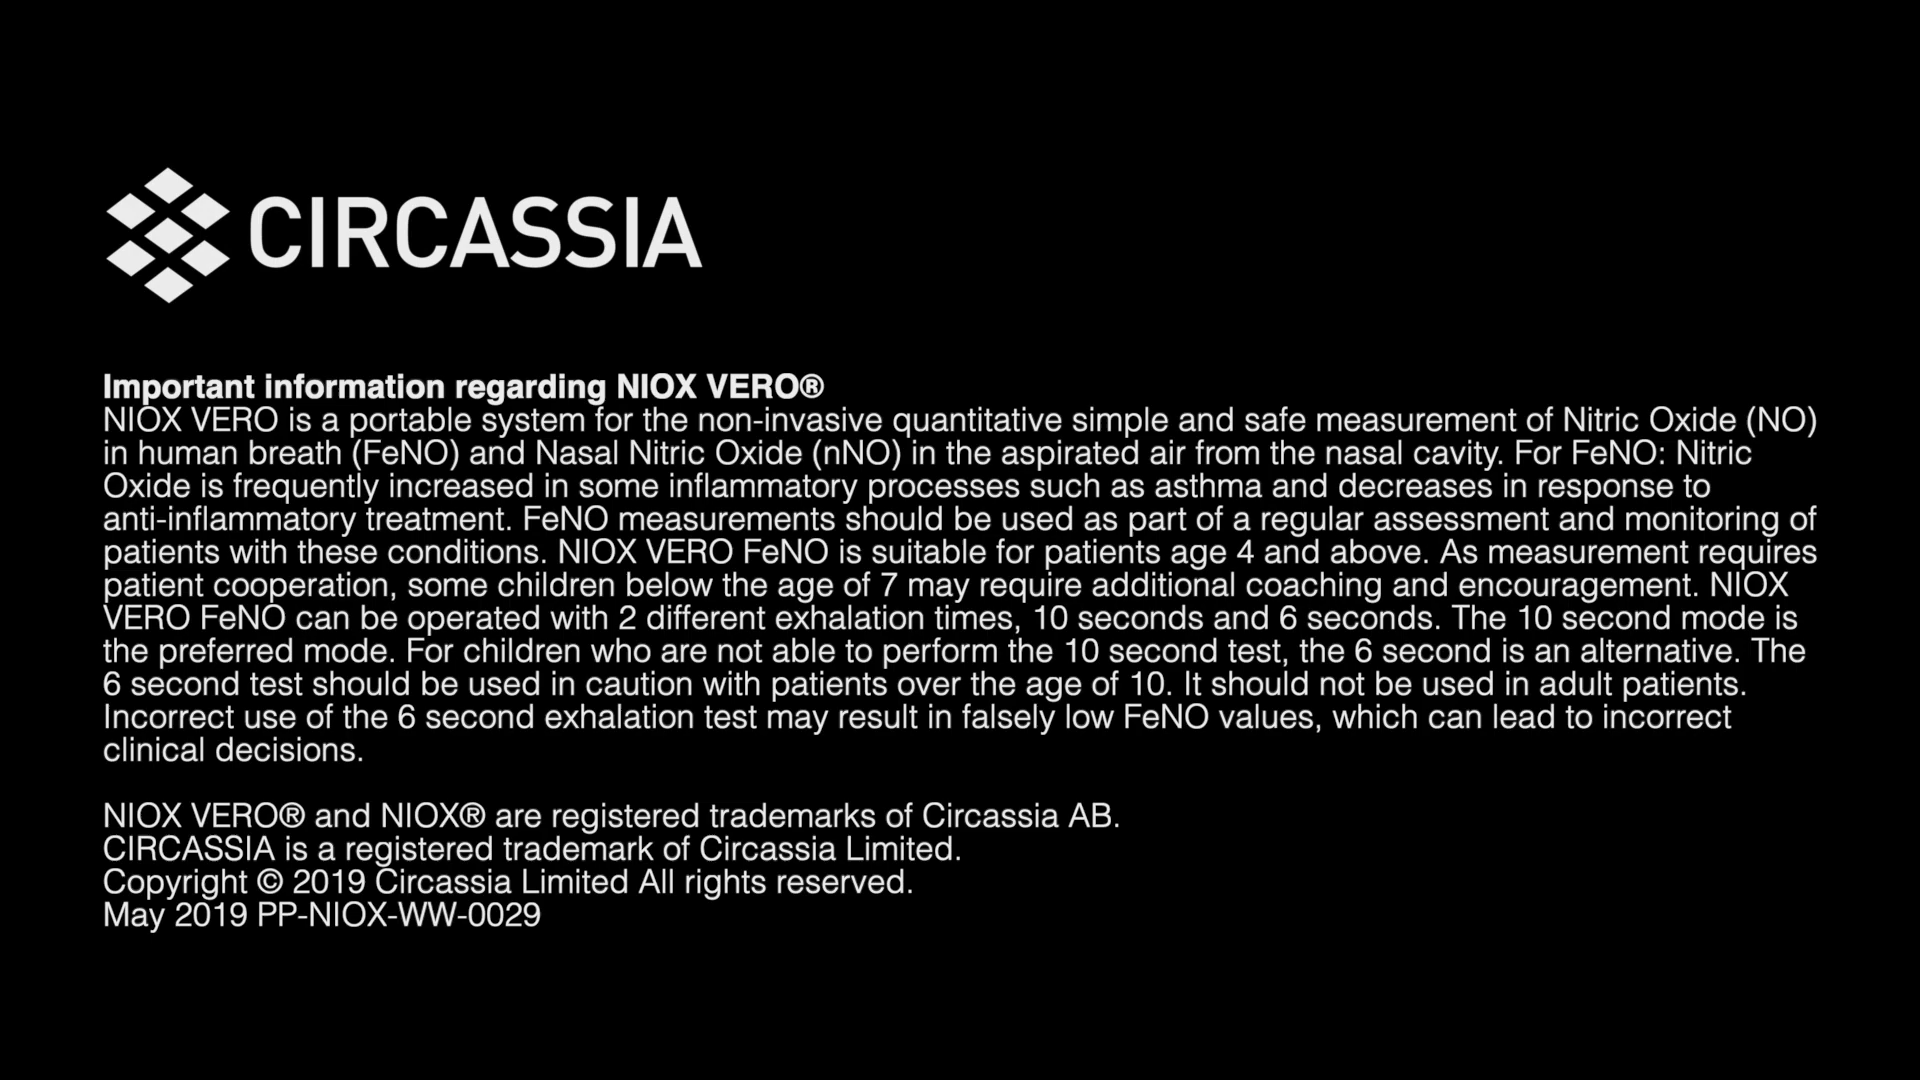 CIRCASSIA
Important information regarding NIOX VERO®
NIOX VERO is a portable system for the non-invasive quantitative simple and safe measurement of Nitric Oxide (NO)
in human breath (FeNO) and Nasal Nitric Oxide (nNO) in the aspirated air from the nasal cavity. For FeNO: Nitric
Oxide is frequently increased in some inflammatory processes such as asthma and decreases in response to
anti-inflammatory treatment. FeNO measurements should be used as part of a regular assessment and monitoring of
patients with these conditions. NIOX VERO FeNO is suitable for patients age 4 and above. As measurement requires
patient cooperation, some children below the age of 7 may require additional coaching and encouragement. NIOX
VERO FeNO can be operated with 2 different exhalation times, 10 seconds and 6 seconds. The 10 second mode is
the preferred mode. For children who are not able to perform the 10 second test, the 6 second is an alternative. The
6 second test should be used in caution with patients over the age of 10. It should not be used in adult patients.
Incorrect use of the 6 second exhalation test may result in falsely low FeNO values, which can lead to incorrect
clinical decisions.
NIOX VERO® and NIOX® are registered trademarks of Circassia AB.
CIRCASSIA is a registered trademark of Circassia Limited.
Copyright © 2019 Circassia Limited All rights reserved.
May 2019 PP-NIOX-WW-0029